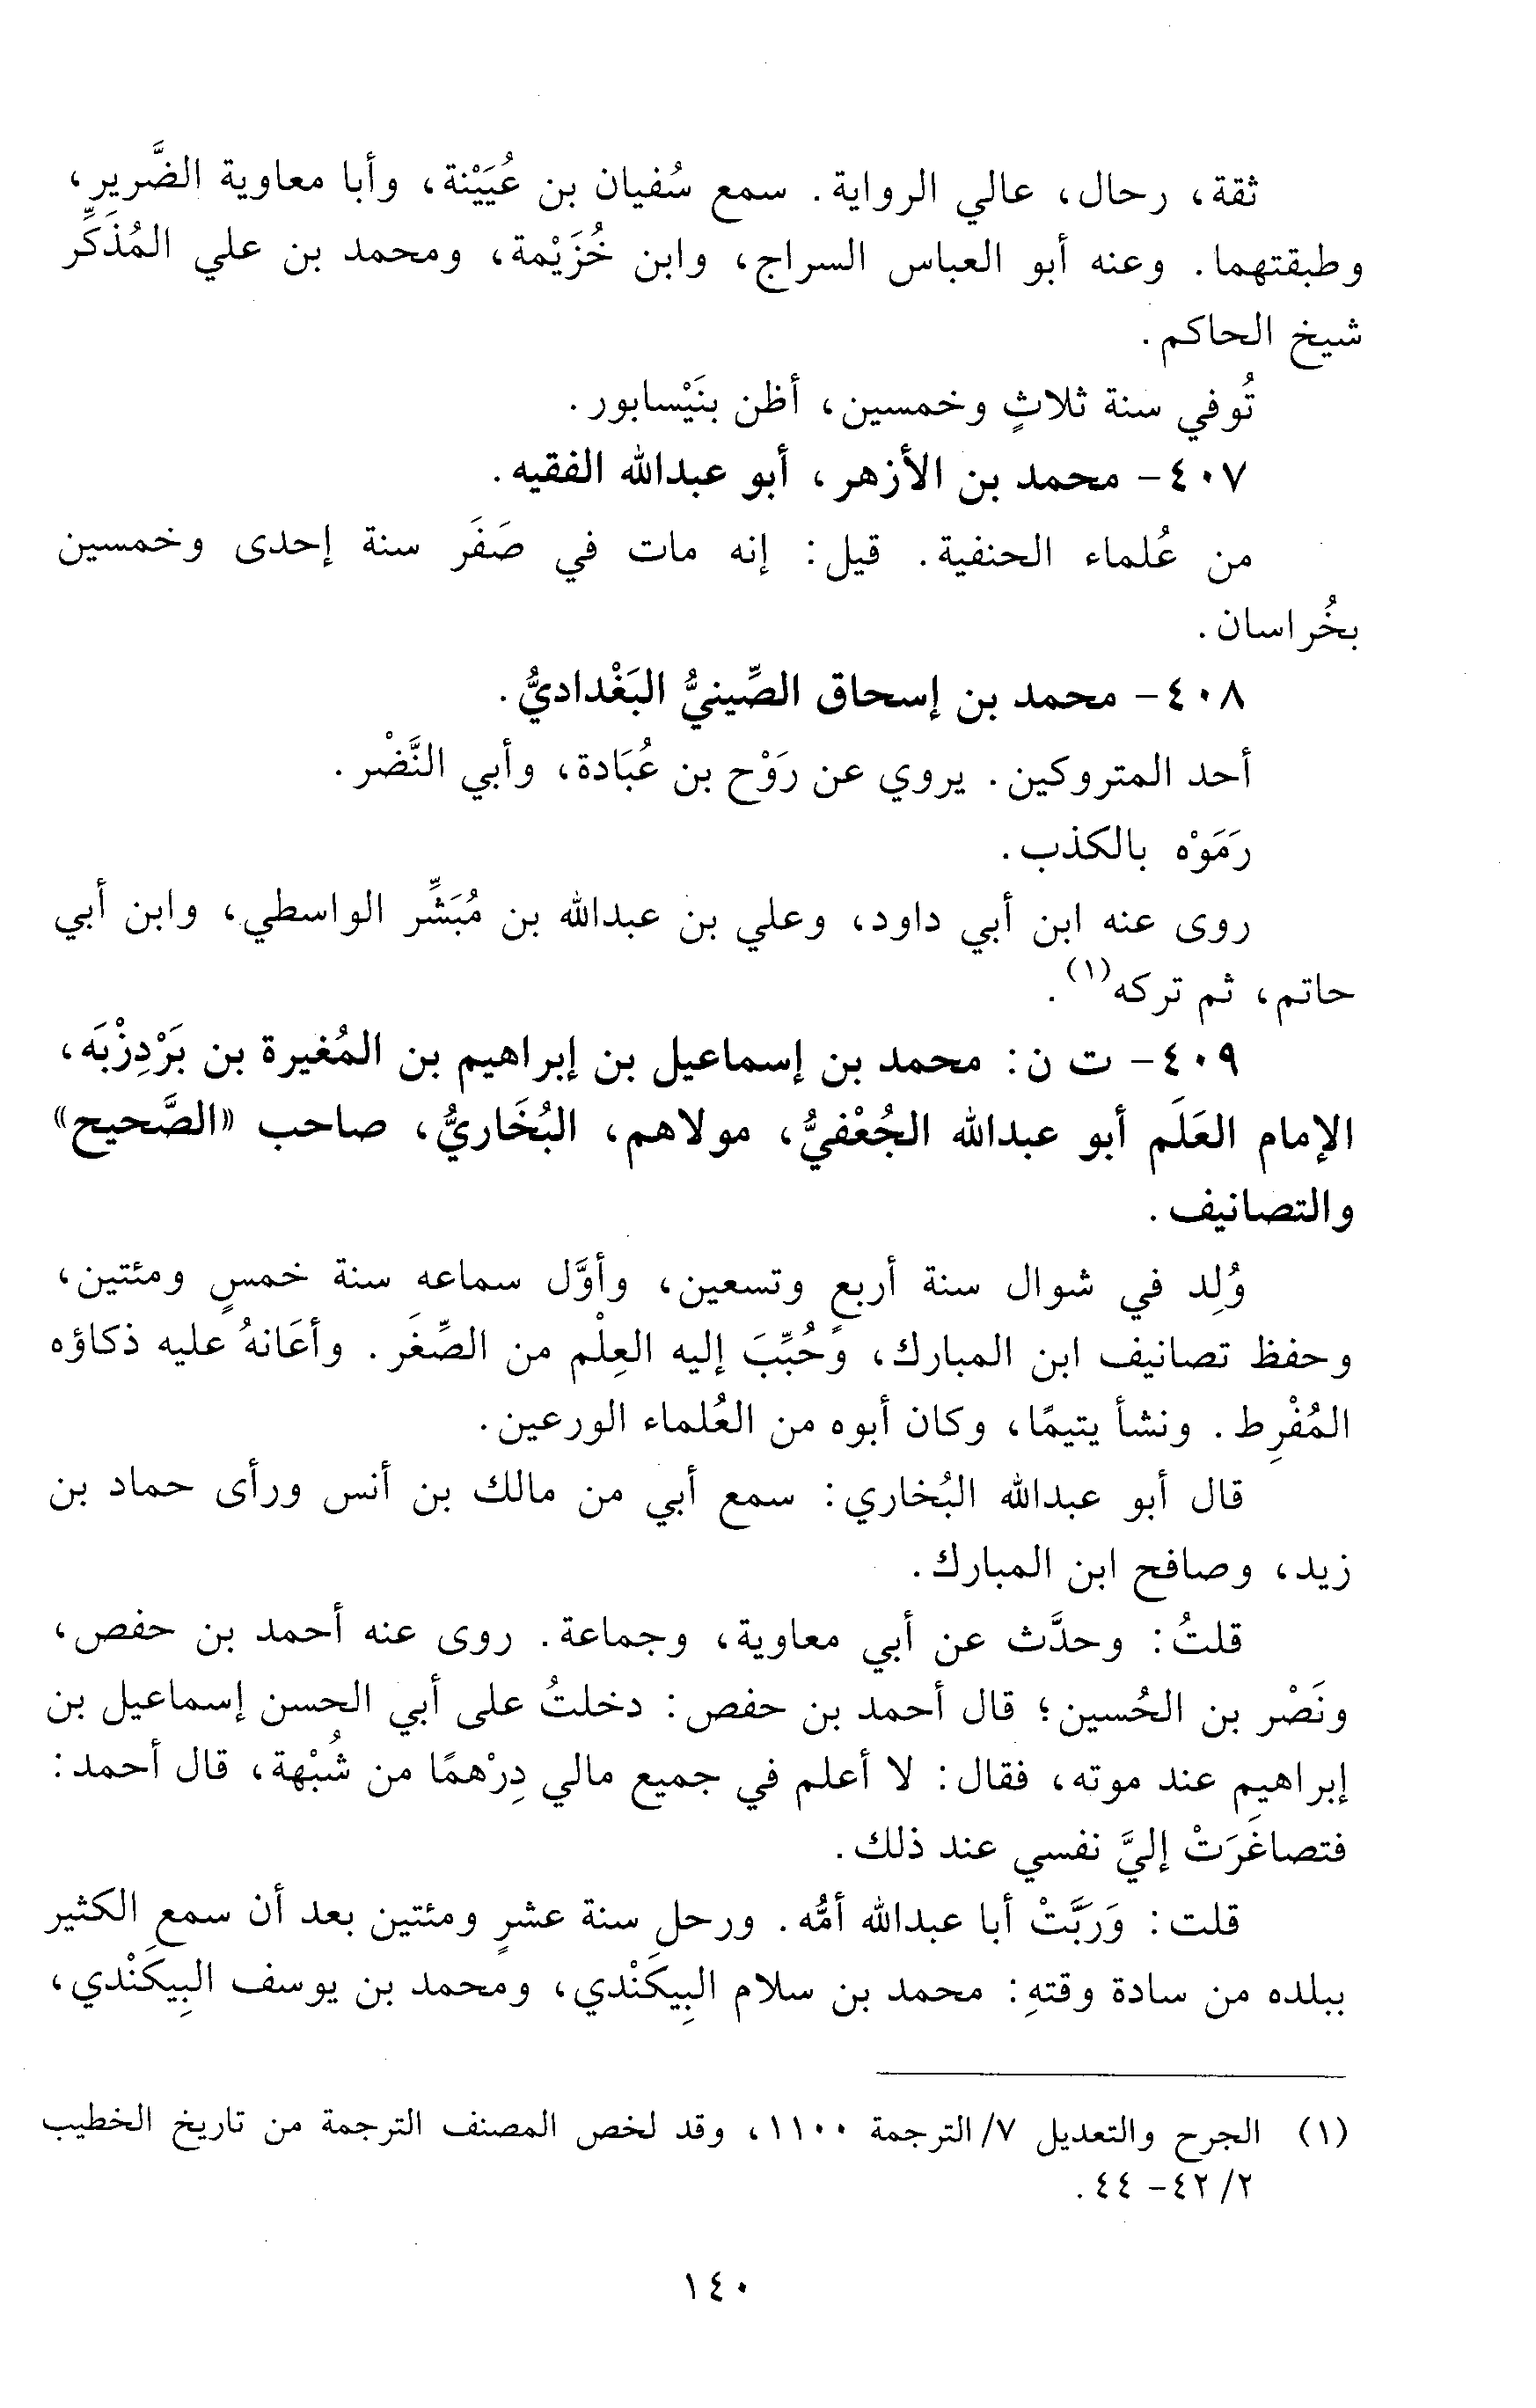 ثقة، رحال، عالي الرواية. سمع سُفيان بن عُيَيْنة، وأبا معاوية الضَّرير،
وطبقتهما. وعنه أبو العباس السراج، وابن خُزَيْمة، ومحمد بن علي المُذَكِّر
شيخ الحاكم.
تُوفي سنة ثلاثٍ وخمسين، أظن بنَيْسابور.
٤٠٧- محمد بن الأزهر، أبو عبدالله الفقيه.
من عُلماء الحنفية. قيل: إنه مات في صَفَر سنة إحدى وخمسين
بخُراسان.
٤٠٨- محمد بن إسحاق الصِّينيُّ البَغْداديُّ.
أحد المتروكين. يروي عن رَوْح بن عُبَادة، وأبي النَّضْر.
رَمَوْه بالكذب.
روى عنه ابن أبي داود، وعلي بن عبدالله بن مُبَشِّر الواسطي، وابن أبي
حاتم، ثم تركه(١).
٤٠٩- ت ن: محمد بن إسماعيل بن إبراهيم بن المُغيرة بن بَرْدِزْبَه،
الإمام العَلَم أبو عبدالله الجُعْفيُّ، مولاهم، البُخَاريُّ، صاحب «الصَّحيح»
والتصانيف.
وُلِد في شوال سنة أربعٍ وتسعين، وأوَّل سماعه سنة خمسٍ ومئتين،
وحفظ تصانيف ابن المبارك، وَحُبِّبَ إليه العِلْم من الصِّغَر. وأعَانهُ عليه ذكاؤه
المُفْرِط. ونشأ يتيمًا، وكان أبوه من العُلماء الورعين.
قال أبو عبدالله البُخاري: سمع أبي من مالك بن أنس ورأى حماد بن
زيد، وصافح ابن المبارك.
قلتُ: وحدَّث عن أبي معاوية، وجماعة. روى عنه أحمد بن حفص،
ونَصْر بن الحُسين؛ قال أحمد بن حفص: دخلتُ على أبي الحسن إسماعيل بن
إبراهيم عند موته، فقال: لا أعلم في جميع مالي دِرْهمًا من شُبْهة، قال أحمد:
فتصاغَرَتْ إليَّ نفسي عند ذلك.
قلت: وَرَبَّتْ أبا عبدالله أمُّه. ورحل سنة عشرٍ ومئتين بعد أن سمع الكثير
ببلده من سادة وقتهِ: محمد بن سلام البِيكَنْدي، ومحمد بن يوسف البِيكَنْدي،
(١) الجرح والتعديل ٧/ الترجمة ١١٠٠، وقد لخص المصنف الترجمة من تاريخ الخطيب
٢/ ٤٢- ٤٤.
١٤٠